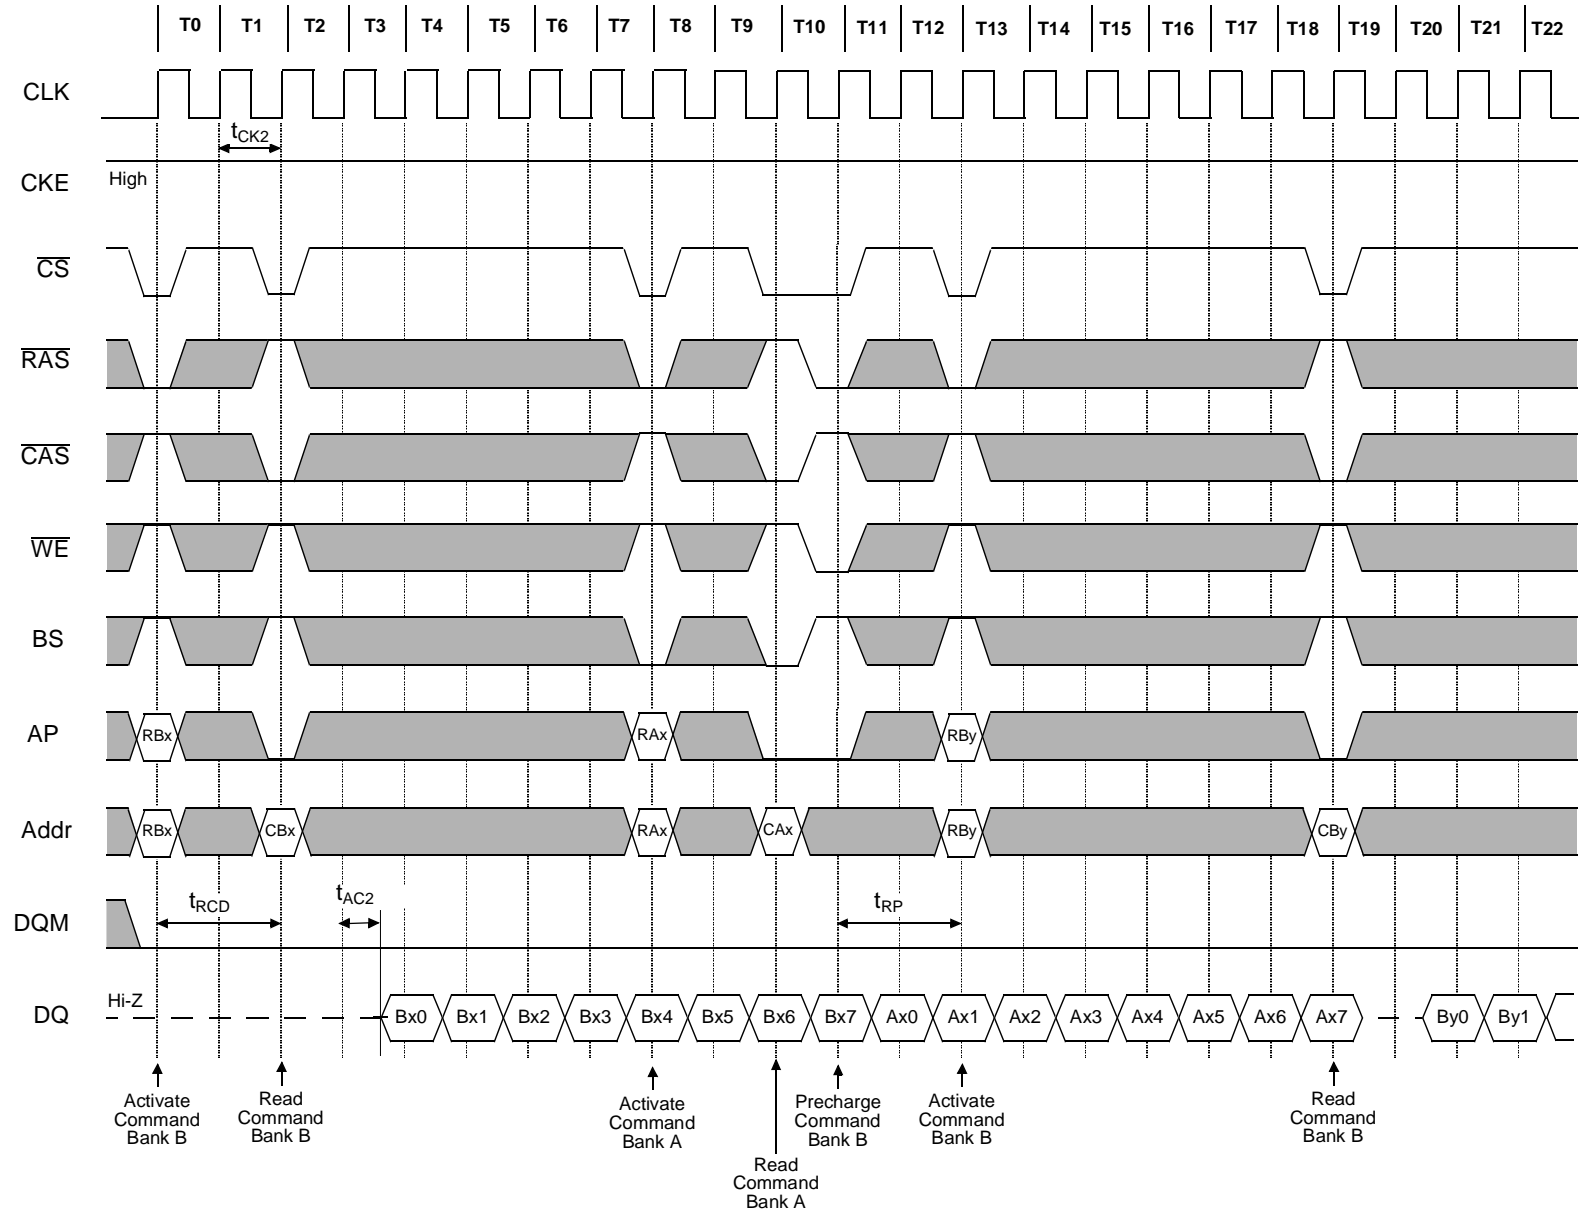 T0 T1 T2 T3 T4 T5 T6 T7 T8 T9 T10 T11 T12 T13 T14 T15 T16 T17 T18 T19 T20 T21 T22
CLK
tCK2
CKE
High
CS
RAS
CAS
WE
BS
AP
RBx RAx RBy
Addr
RBx CBx RAx CAx RBy CBy
DQM
tRCD tAC2 tRP
DQ
Hi-Z
Bx0 Bx1 Bx2 Bx3 Bx4 Bx5 Bx6 Bx7 Ax0 Ax1 Ax2 Ax3 Ax4 Ax5 Ax6 Ax7 By0 By1
Activate
Command
Bank B
Read
Command
Bank B
Activate
Command
Bank A
Read
Command
Bank A
Precharge
Command
Bank B
Activate
Command
Bank B
Read
Command
Bank B